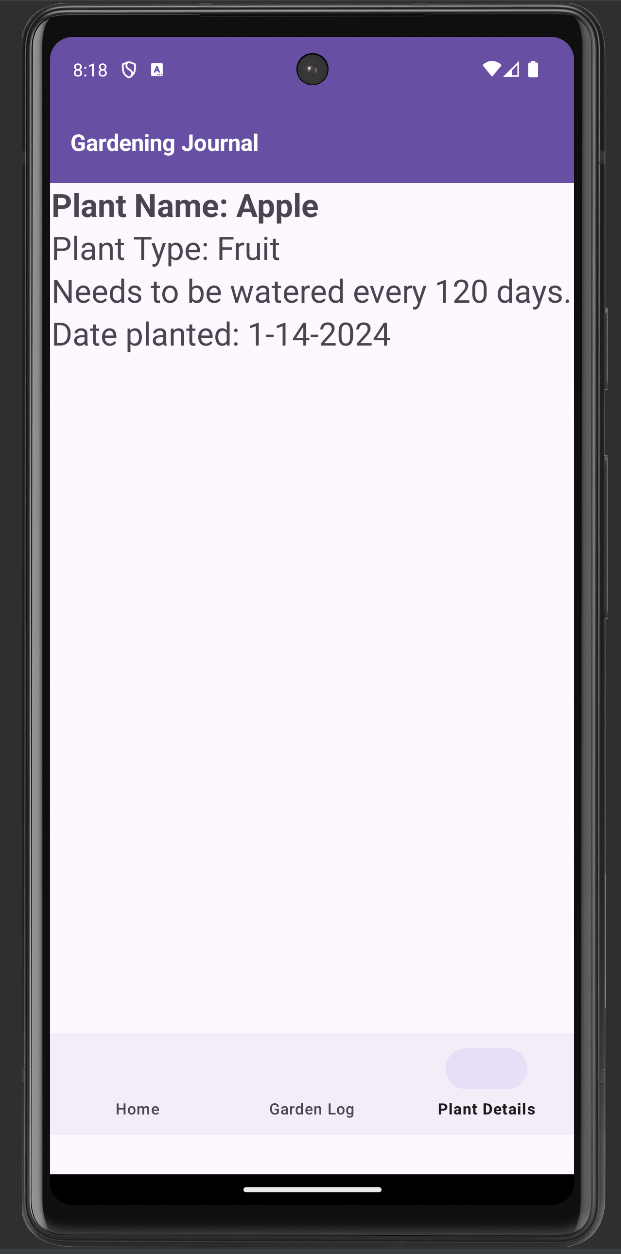 8:18
Gardening Journal
Plant Name: Apple
Plant Type: Fruit
Needs to be watered every 120 days.
Date planted: 1-14-2024
Home
Garden Log
Plant Details